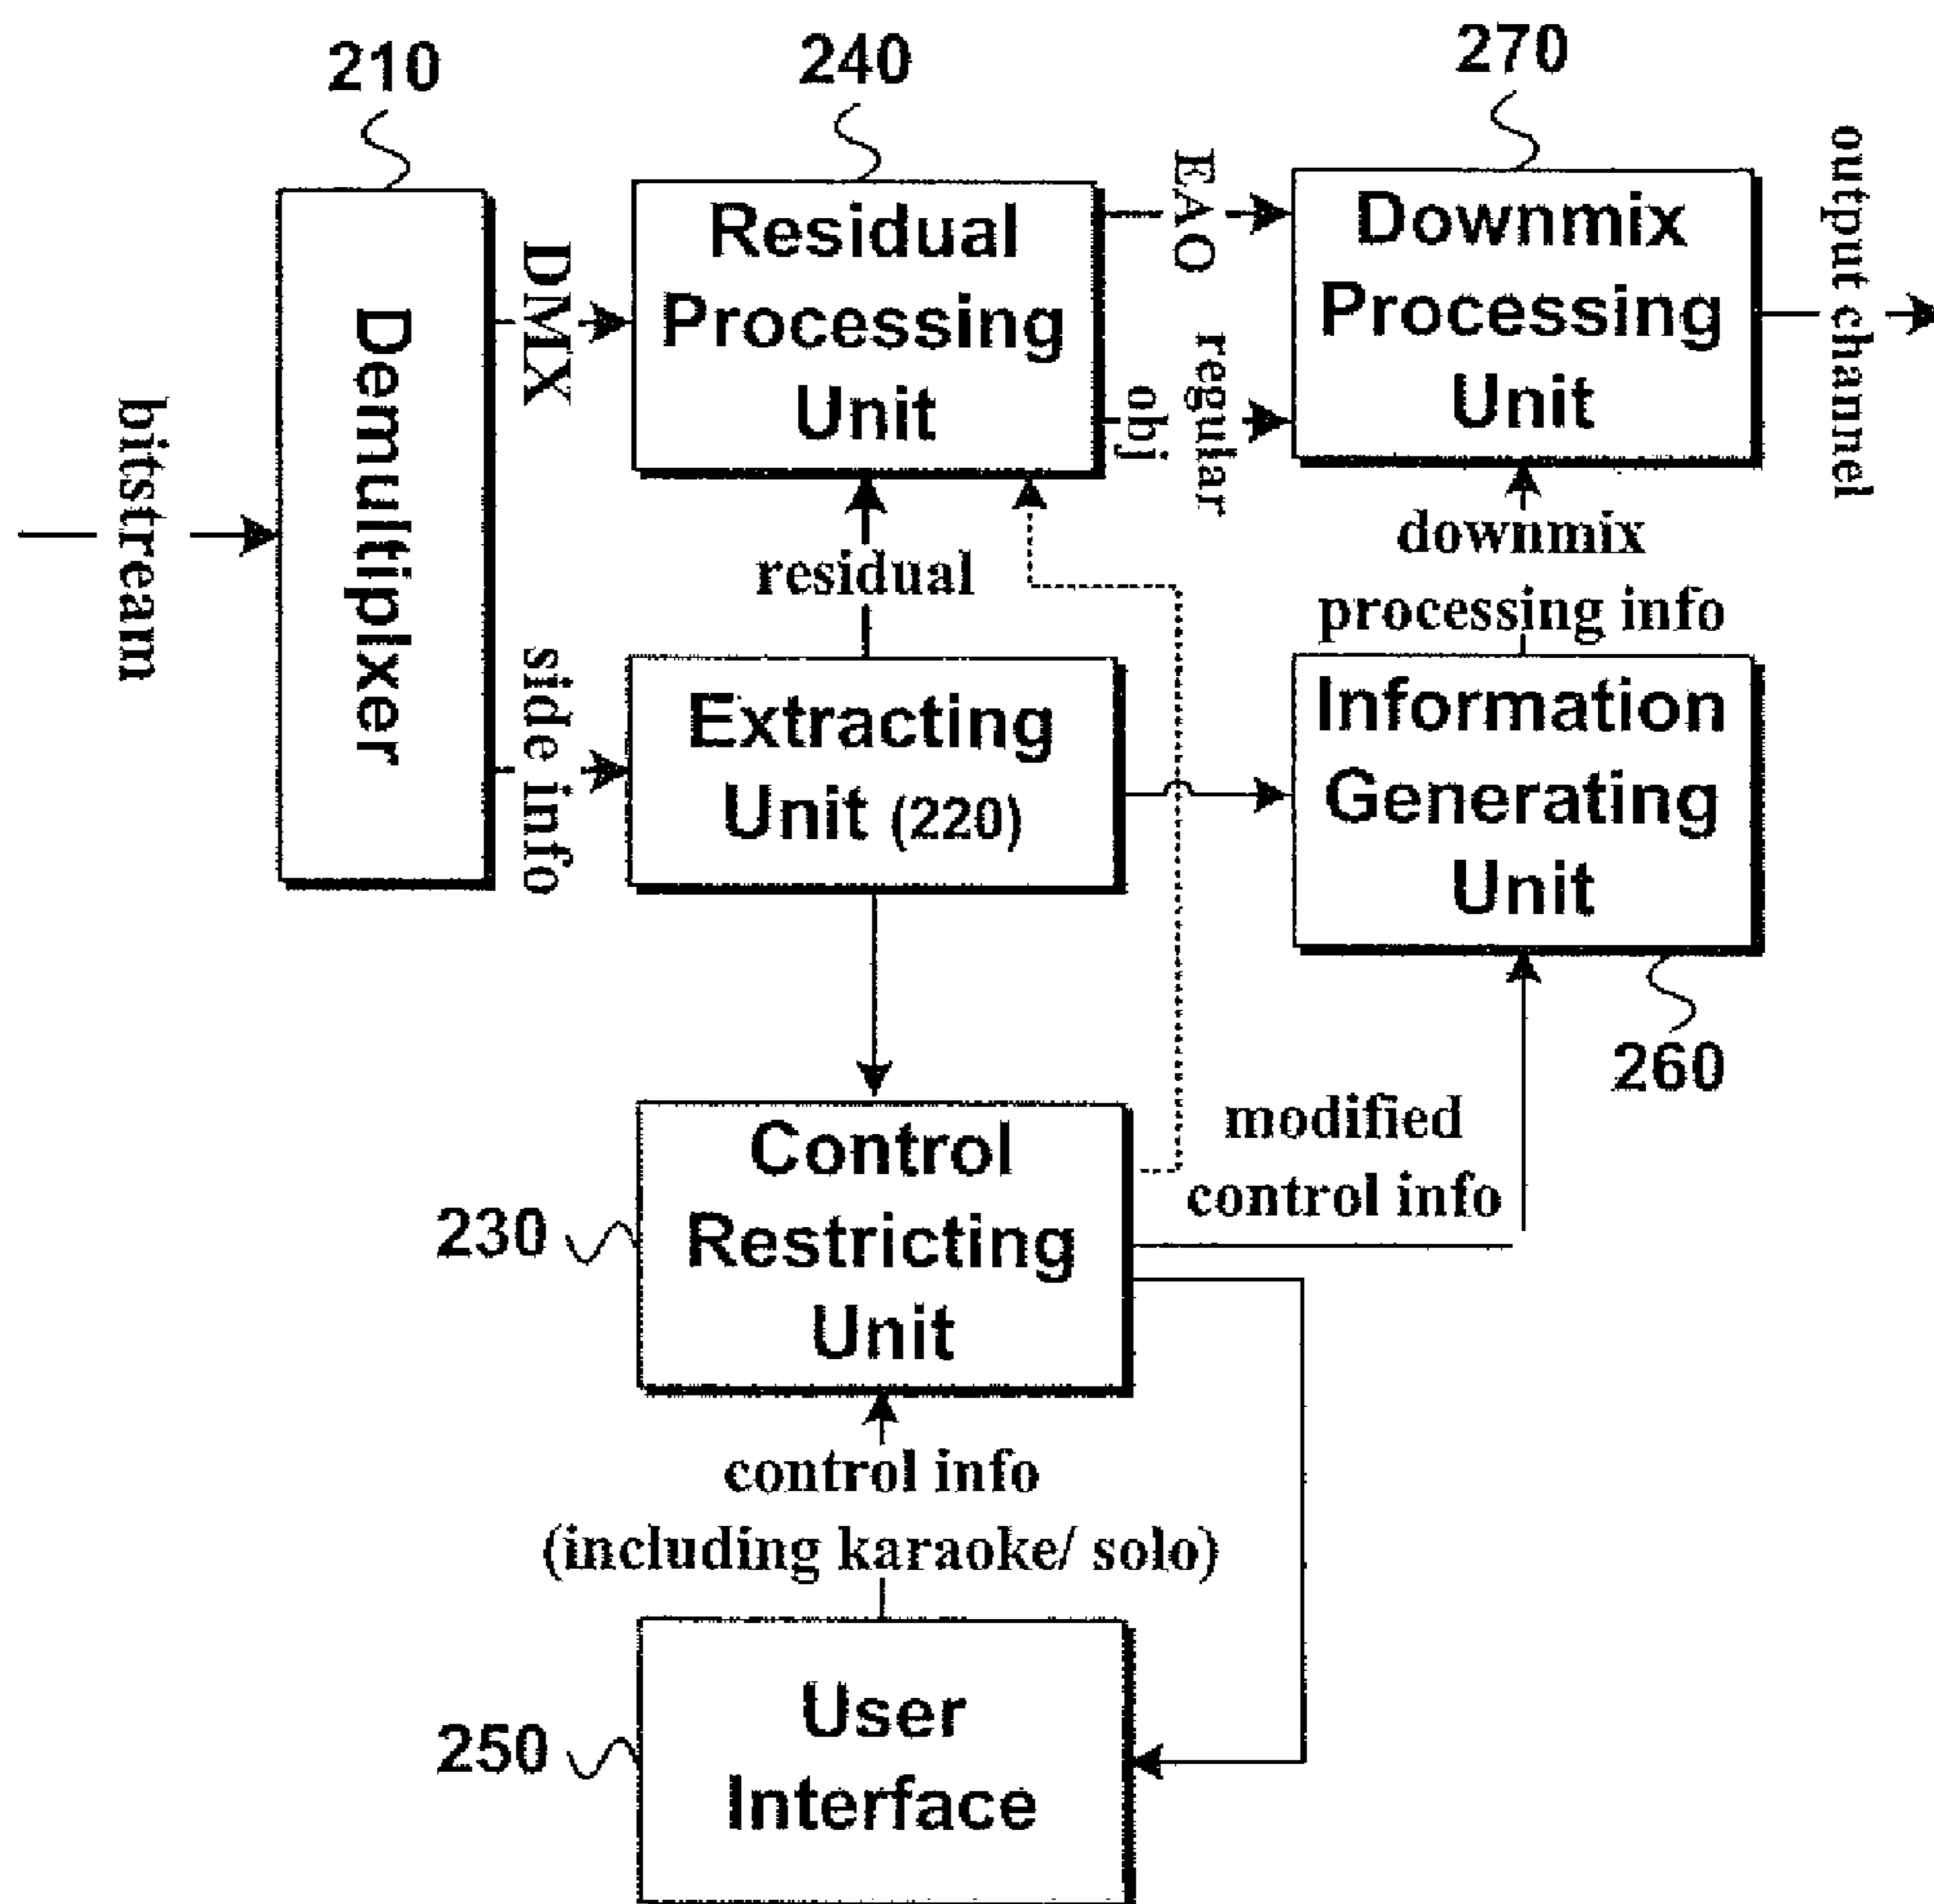 210
240
270
bitstream
Demultipixer
DMX
side info
Residual
Processing
Unit
EAO
regular
obj
Downmix
Processing
Unit
output channel
residual
downmix
processing info
Extracting
Unit (220)
Information
Generating
Unit
260
230
Control
Restricting
Unit
modified
control info
control info
(including karaoke/ solo)
250
User
Interface